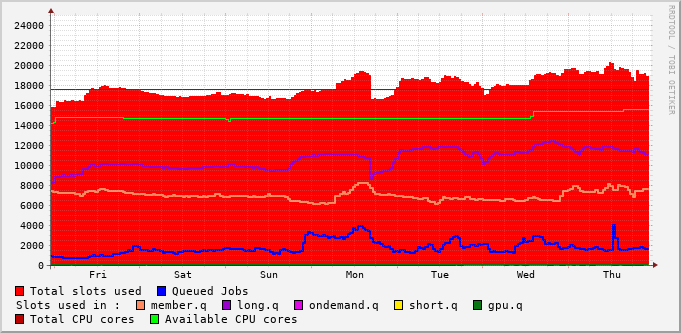 24000
22000
20000
18000
16000
14000
12000
10000
8000
6000
4000
2000
0
Fri Sat Sun Mon Tue Wed Thu
Total slots used Queued Jobs
Slots used in : member.q long.q ondemand.q short.q gpu.q
Total CPU cores Available CPU cores
RRDTOOL / TOBI OETIKER